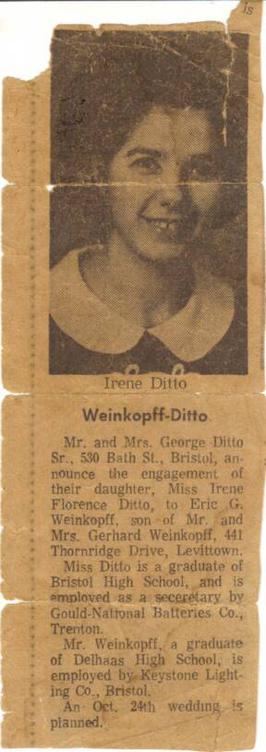 is
Irene Ditto
Weinkopff-Ditto
Mr. and Mrs. George Ditto
Sr., 530 Bath St., Bristol, an-
nounce the engagement of
their daughter, Miss Irene
Florence Ditto, to Eric G.
Weinkopff, son of Mr. and
Mrs. Gerhard Weinkopff, 441
Thornridge Drive, Levittown.
Miss Ditto is a graduate of
Bristol High School, and is
employed as a secretary by
Gould-National Batteries Co.,
Trenton.
Mr. Weinkopff, a graduate
of Delhaas High School, is
employed by Keystone Light-
ing Co., Bristol.
An Oct. 24th wedding is
planned.